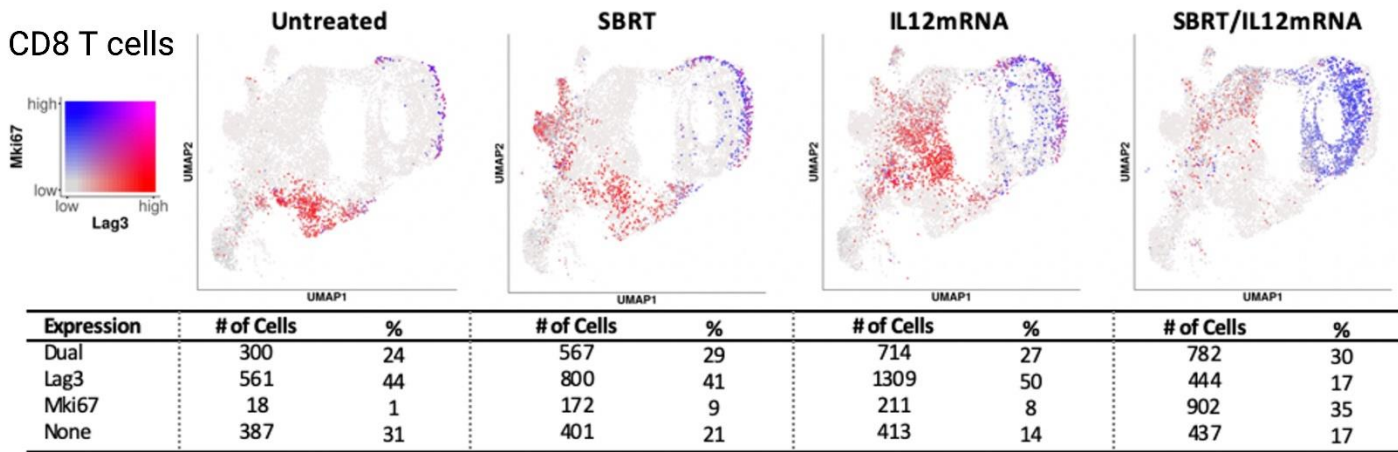 Untreated SBRT IL12mRNA SBRT/IL12mRNA
CD8 T cells
high
Mki67
low
low high
Lag3
UMAP2 UMAP2 UMAP2 UMAP2
UMAP1 UMAP1 UMAP1 UMAP1
Expression # of Cells % # of Cells % # of Cells % # of Cells %
Dual 300 24 567 29 714 27 782 30
Lag3 561 44 800 41 1309 50 444 17
Mki67 18 1 172 9 211 8 902 35
None 387 31 401 21 413 14 437 17